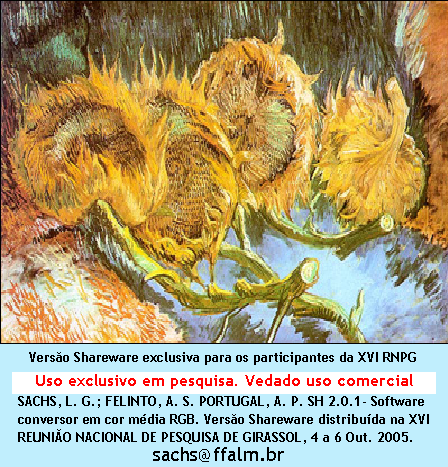 Versão Shareware exclusiva para os participantes da XVI RNPG
Uso exclusivo em pesquisa. Vedado uso comercial
SACHS, L. G.; FELINTO, A. S. PORTUGAL, A. P. SH 2.0.1- Software
conversor em cor média RGB. Versão Shareware distribuída na XVI
REUNIÃO NACIONAL DE PESQUISA DE GIRASSOL, 4 a 6 Out. 2005.
sachs@ffalm.br